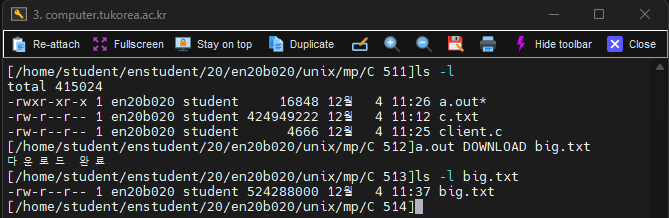 3. computer.tukorea.ac.kr
Re-attach Fullscreen Stay on top Duplicate Hide toolbar Close
[/home/student/enstudent/20/en20b020/unix/mp/C 511]ls -l
total 415024
-rwxr-xr-x 1 en20b020 student 16848 12월 4 11:26 a.out*
-rw-r--r-- 1 en20b020 student 424949222 12월 4 11:12 c.txt
-rw-r--r-- 1 en20b020 student 4666 12월 4 11:25 client.c
[/home/student/enstudent/20/en20b020/unix/mp/C 512]a.out DOWNLOAD big.txt
다운로드 완료
[/home/student/enstudent/20/en20b020/unix/mp/C 513]ls -l big.txt
-rw-r--r-- 1 en20b020 student 524288000 12월 4 11:37 big.txt
[/home/student/enstudent/20/en20b020/unix/mp/C 514]